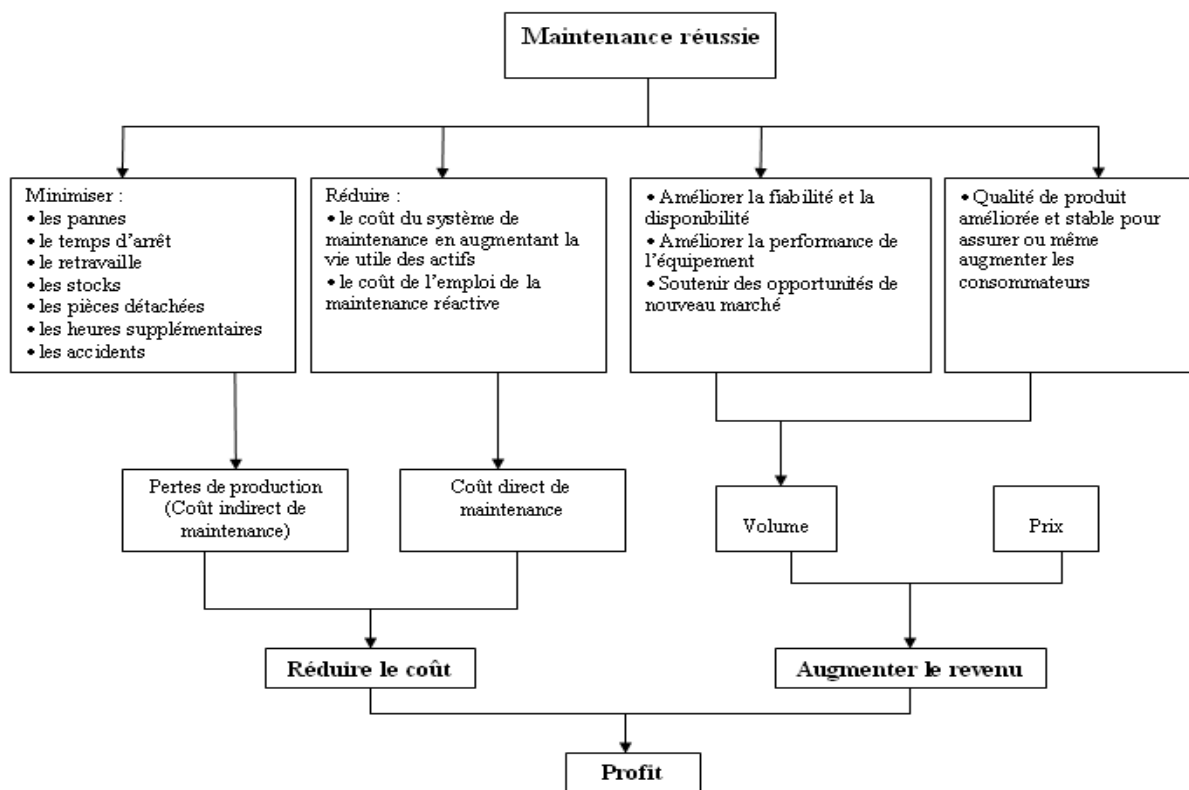 Maintenance réussie
Minimiser :
• les pannes
• le temps d'arrêt
• le retravaille
• les stocks
• les pièces détachées
• les heures supplémentaires
• les accidents
Réduire :
• le coût du système de
maintenance en augmentant la
vie utile des actifs
• le coût de l'emploi de la
maintenance réactive
• Améliorer la fiabilité et la
disponibilité
• Améliorer la performance de
l'équipement
• Soutenir des opportunités de
nouveau marché
• Qualité de produit
améliorée et stable pour
assurer ou même
augmenter les
consommateurs
Pertes de production
(Coût indirect de
maintenance)
Coût direct de
maintenance
Volume
Prix
Réduire le coût
Augmenter le revenu
Profit